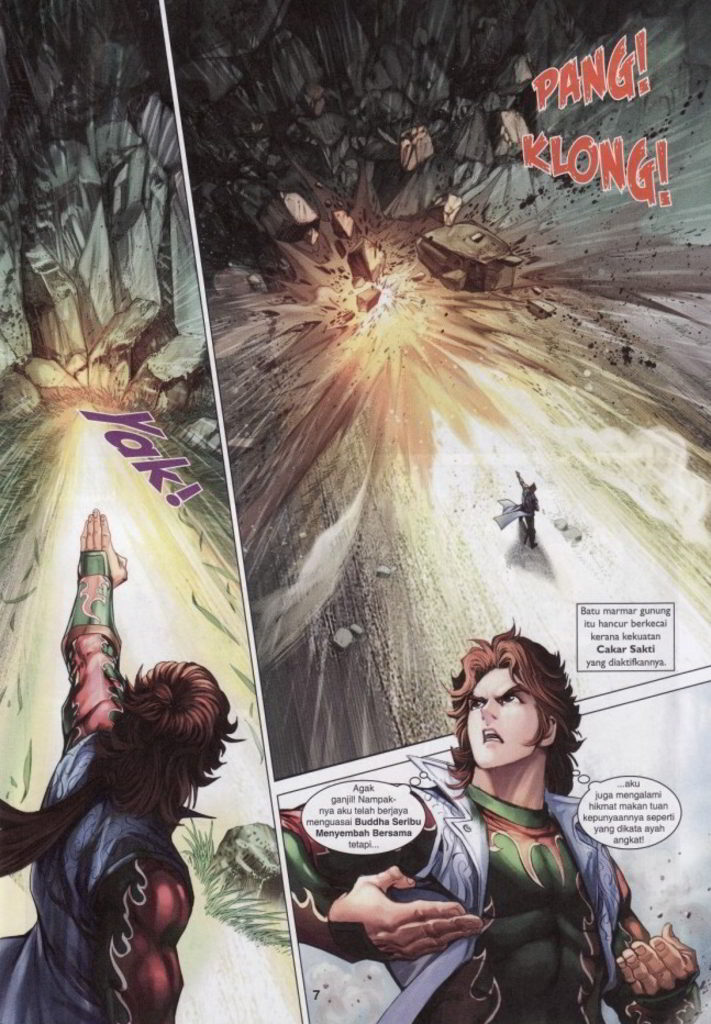 Yak!
PANG!
KLONG!
Batu marmar gunung
itu hancur berkecai
kerana kekuatan
Cakar Sakti
yang diaktifkannya.
Agak
ganjil! Nampak-
nya aku telah berjaya
menguasai Buddha Seribu
Menyembah Bersama
tetapi...
...aku
juga mengalami
hikmat makan tuan
kepunyaannya seperti
yang dikata ayah
angkat!
7